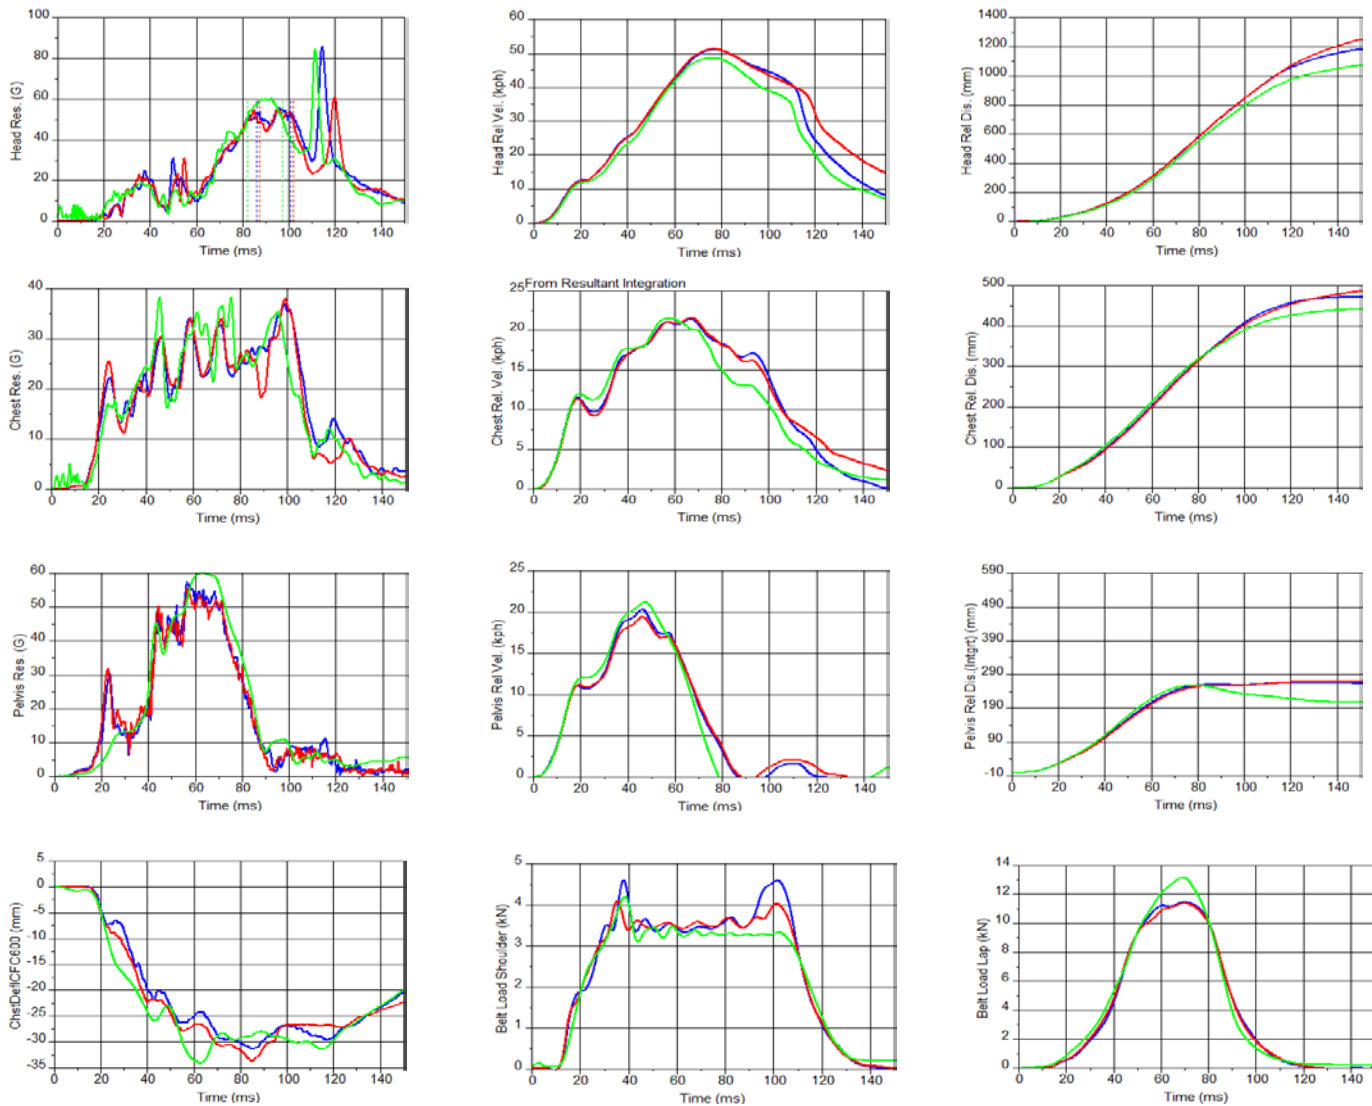 Head Res. (G)
100
80
60
40
20
0
0 20 40 60 80 100 120 140
Time (ms)
Head Rel Vel. (kph)
60
50
40
30
20
10
0
0 20 40 60 80 100 120 140
Time (ms)
Head Rel Dis. (mm)
1400
1200
1000
800
600
400
200
0
0 20 40 60 80 100 120 140
Time (ms)
Chest Res. (G)
40
30
20
10
0
0 20 40 60 80 100 120 140
Time (ms)
From Resultant Integration
Chest Rel. Vel. (kph)
25
20
15
10
5
0
0 20 40 60 80 100 120 140
Time (ms)
Chest Rel. Dis. (mm)
500
400
300
200
100
0
0 20 40 60 80 100 120 140
Time (ms)
Pelvis Res. (G)
60
50
40
30
20
10
0
0 20 40 60 80 100 120 140
Time (ms)
Pelvis Rel Vel. (kph)
25
20
15
10
5
0
0 20 40 60 80 100 120 140
Time (ms)
Pelvis Rel Dis.(Intgrt) (mm)
590
490
390
290
190
90
-10
0 20 40 60 80 100 120 140
Time (ms)
ChstDeflCFC600 (mm)
5
0
-5
-10
-15
-20
-25
-30
-35
0 20 40 60 80 100 120 140
Time (ms)
Belt Load Shoulder (kN)
5
4
3
2
1
0
0 20 40 60 80 100 120 140
Time (ms)
Belt Load Lap (kN)
14
12
10
8
6
4
2
0
0 20 40 60 80 100 120 140
Time (ms)